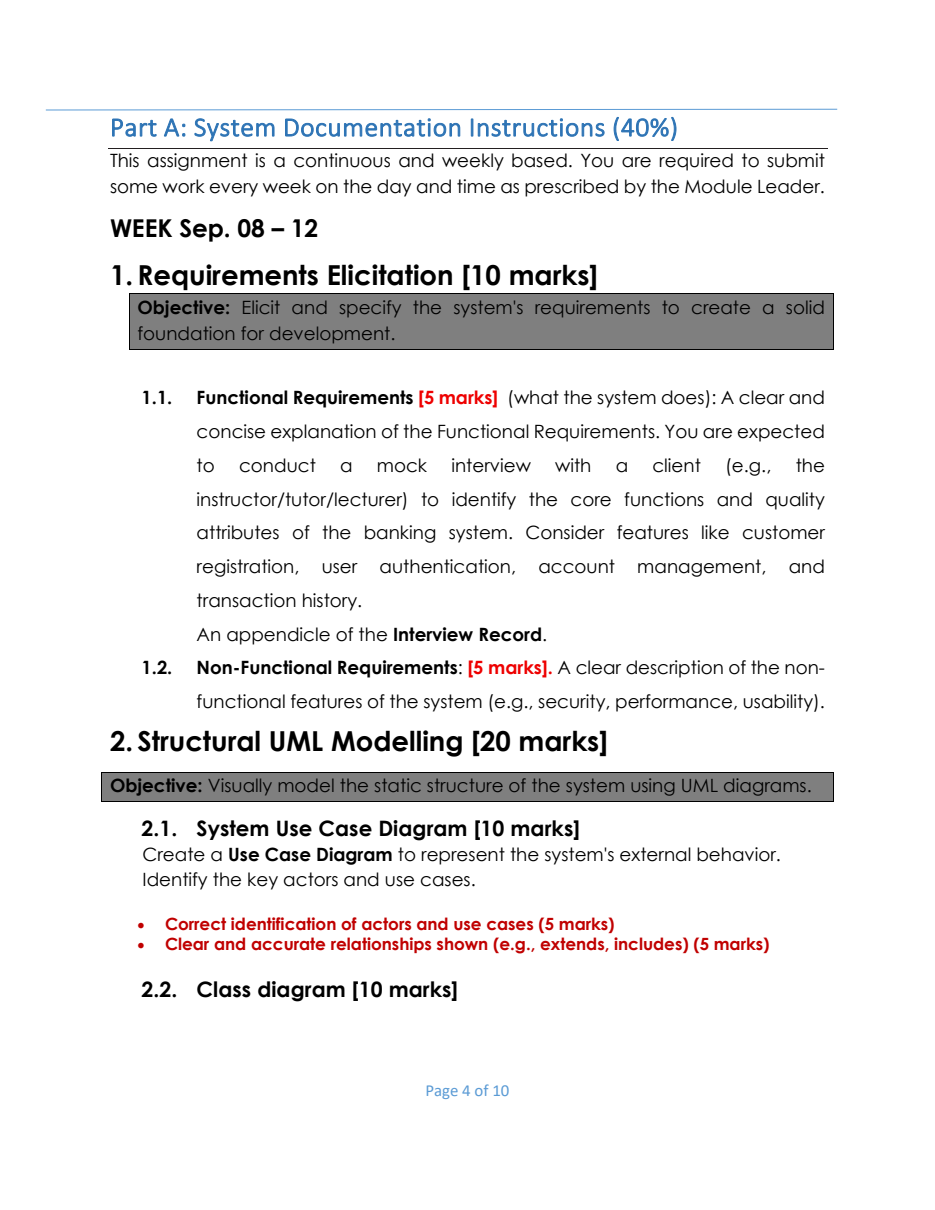 Part A: System Documentation Instructions (40%)
This assignment is a continuous and weekly based. You are required to submit
some work every week on the day and time as prescribed by the Module Leader.
WEEK Sep. 08 – 12
1. Requirements Elicitation [10 marks]
Objective: Elicit and specify the system's requirements to create a solid
foundation for development.
1.1. Functional Requirements [5 marks] (what the system does): A clear and
concise explanation of the Functional Requirements. You are expected
to conduct a mock interview with a client (e.g., the
instructor/tutor/lecturer) to identify the core functions and quality
attributes of the banking system. Consider features like customer
registration, user authentication, account management, and
transaction history.
An appendicle of the Interview Record.
1.2. Non-Functional Requirements: [5 marks]. A clear description of the non-
functional features of the system (e.g., security, performance, usability).
2. Structural UML Modelling [20 marks]
Objective: Visually model the static structure of the system using UML diagrams.
2.1. System Use Case Diagram [10 marks]
Create a Use Case Diagram to represent the system's external behavior.
Identify the key actors and use cases.
• Correct identification of actors and use cases (5 marks)
• Clear and accurate relationships shown (e.g., extends, includes) (5 marks)
2.2. Class diagram [10 marks]
Page 4 of 10